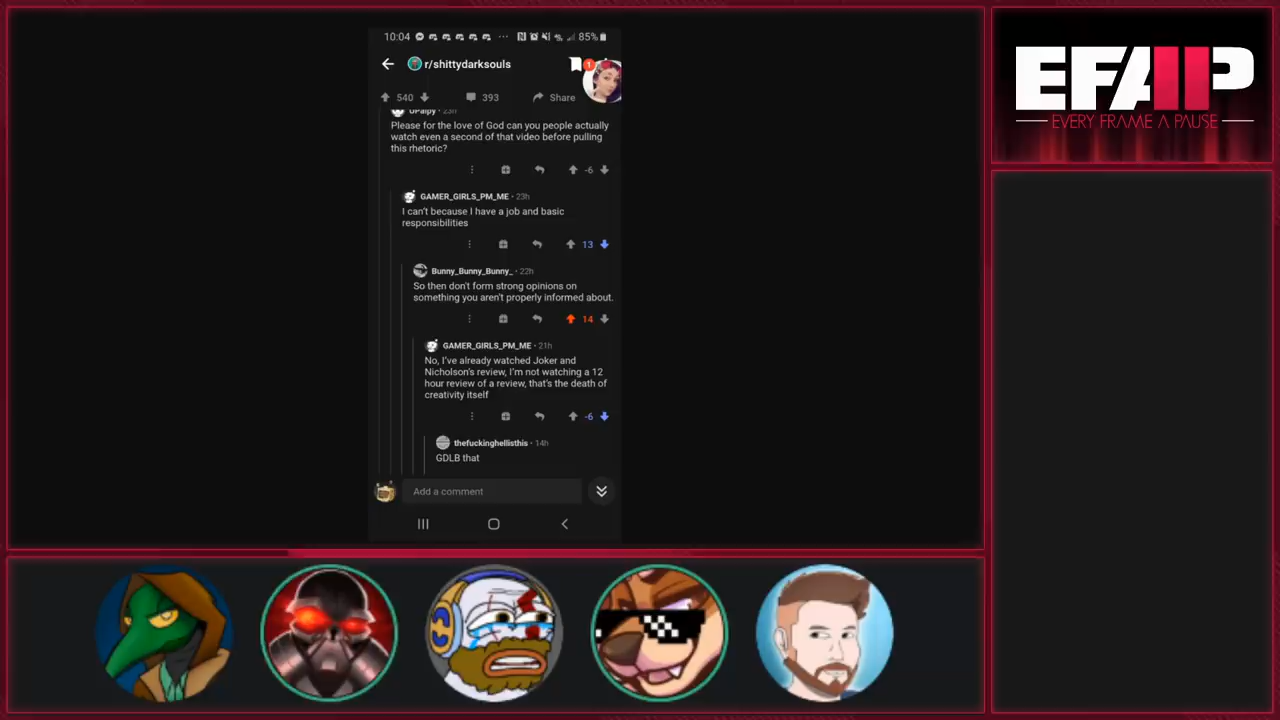 10:04
85%
r/shittydarksouls
1
540
393
Share
23h
Please for the love of God can you people actually
watch even a second of that video before pulling
this rhetoric?
-6
GAMER_GIRLS_PM_ME • 23h
I can't because I have a job and basic
responsibilities
13
Bunny_Bunny_Bunny_ • 22h
So then don't form strong opinions on
something you aren't properly informed about.
14
GAMER_GIRLS_PM_ME • 21h
No, I've already watched Joker and
Nicholson's review, I'm not watching a 12
hour review of a review, that's the death of
creativity itself
-6
thefuckinghellisthis • 14h
GDLB that
Add a comment
EFAP
EVERY FRAME A PAUSE